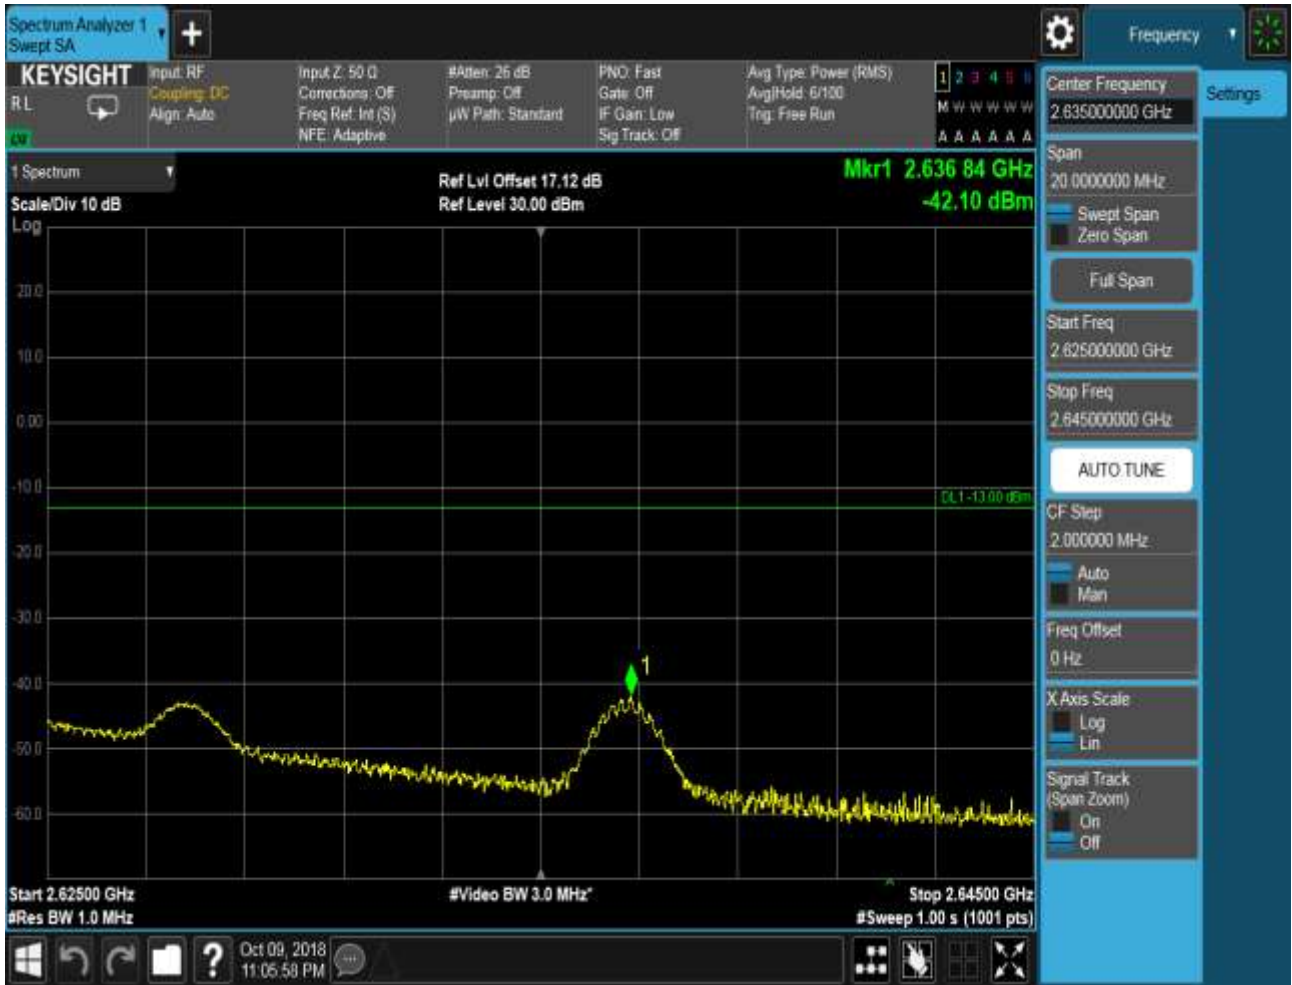 Spectrum Analyzer 1
Swept SA
Frequency
KEYSIGHT
R L
Input: RF
Coupling: DC
Align: Auto
Input Z: 50 Ω
Corrections: Off
Freq Ref: Int (S)
NFE: Adaptive
#Atten: 26 dB
Preamp: Off
µW Path: Standard
PNO: Fast
Gate: Off
IF Gain: Low
Sig Track: Off
Avg Type: Power (RMS)
Avg|Hold: 6/100
Trig: Free Run
1 2 3 4 5 6
M W W W W W
A A A A A A
1 Spectrum
Scale/Div 10 dB
Log
Ref Lvl Offset 17.12 dB
Ref Level 30.00 dBm
Mkr1 2.636 84 GHz
-42.10 dBm
20.0
10.0
0.00
-10.0
-20.0
-30.0
-40.0
-50.0
-60.0
DL1 -13.00 dBm
1
Start 2.62500 GHz
#Res BW 1.0 MHz
#Video BW 3.0 MHz*
Stop 2.64500 GHz
#Sweep 1.00 s (1001 pts)
Center Frequency
2.635000000 GHz
Settings
Span
20.0000000 MHz
Swept Span
Zero Span
Full Span
Start Freq
2.625000000 GHz
Stop Freq
2.645000000 GHz
AUTO TUNE
CF Step
2.000000 MHz
Auto
Man
Freq Offset
0 Hz
X Axis Scale
Log
Lin
Signal Track
(Span Zoom)
On
Off
Oct 09, 2018
11:05:58 PM